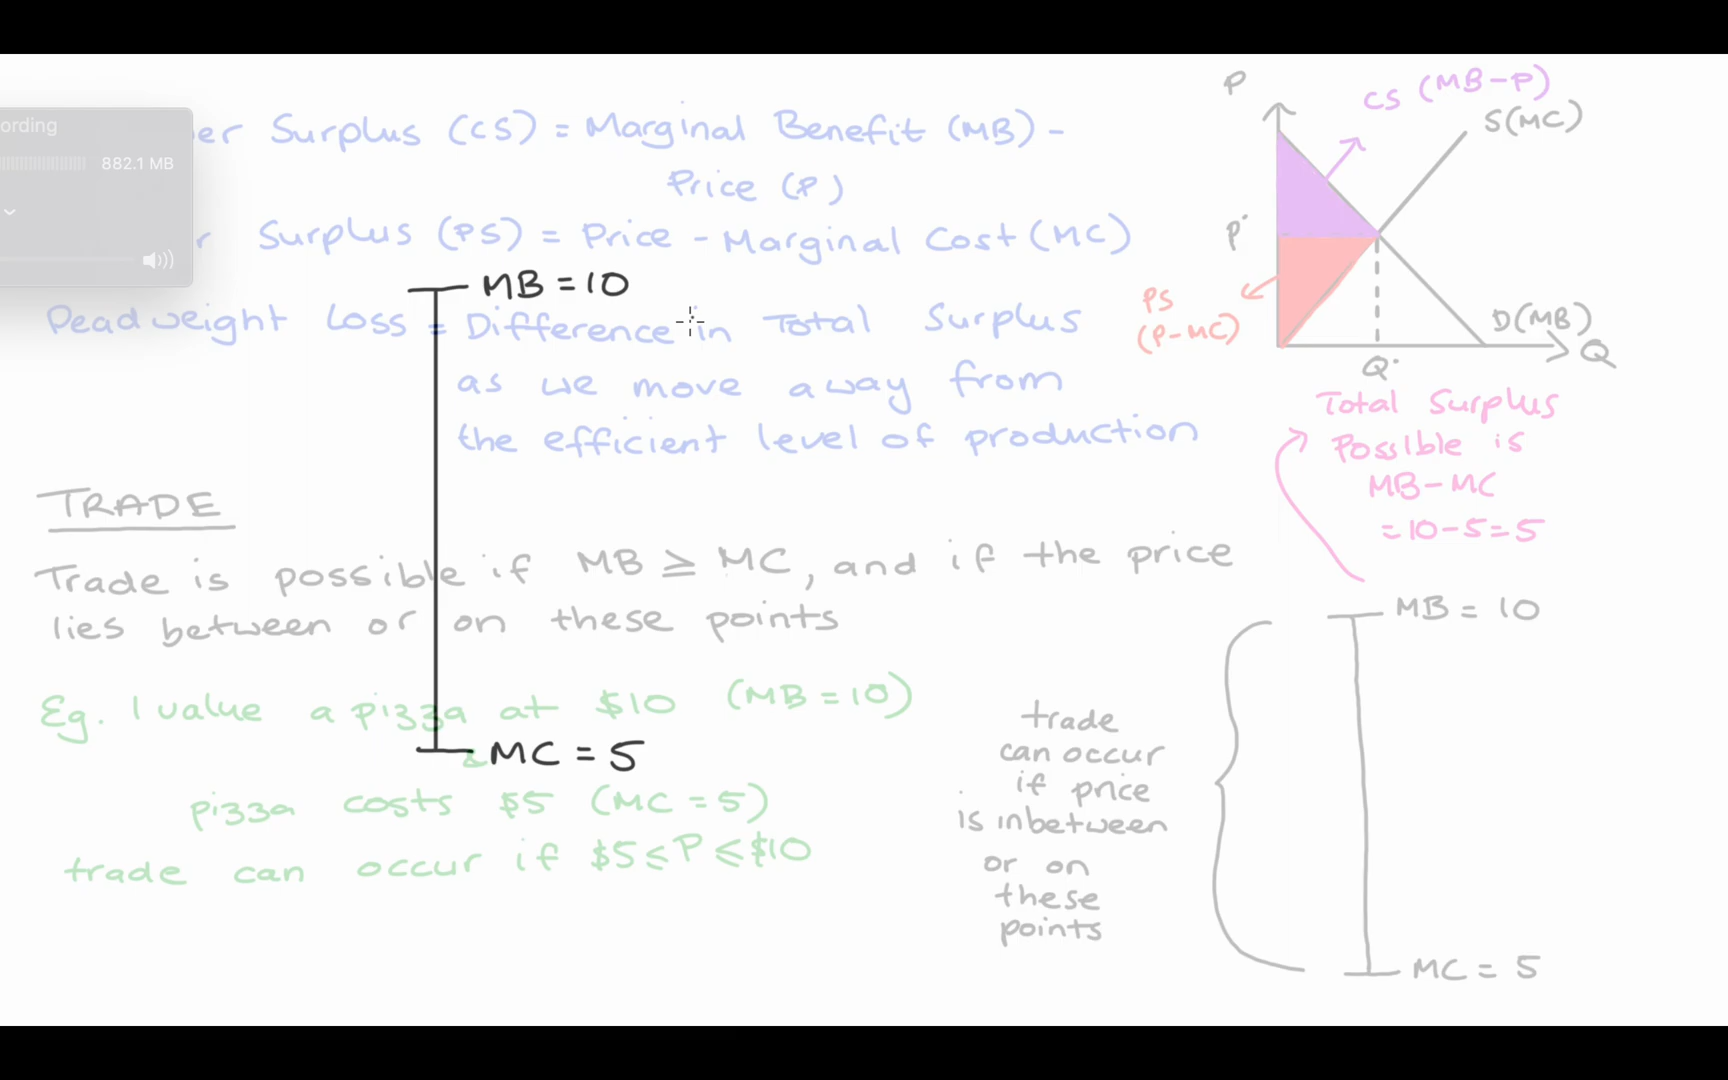 ording
882.1 MB
er Surplus (CS) = Marginal Benefit (MB) -
Price (P)
r Surplus (PS) = Price - Marginal Cost (MC)
MB = 10
Deadweight Loss = Difference in Total Surplus
as we move away from
the efficient level of production
TRADE
Trade is possible if MB ≥ MC, and if the price
lies between or on these points
Eg. I value a pizza at $10 (MB = 10)
& MC = 5
pizza costs $5 (MC = 5)
trade can occur if $5 ≤ P ≤ $10
P
CS (MB-P)
S(MC)
P*
PS
(P-MC)
D(MB)
Q
Q*
Total Surplus
Possible is
MB - MC
= 10 - 5 = 5
MB = 10
trade
can occur
if price
is inbetween
or on
these
points
MC = 5